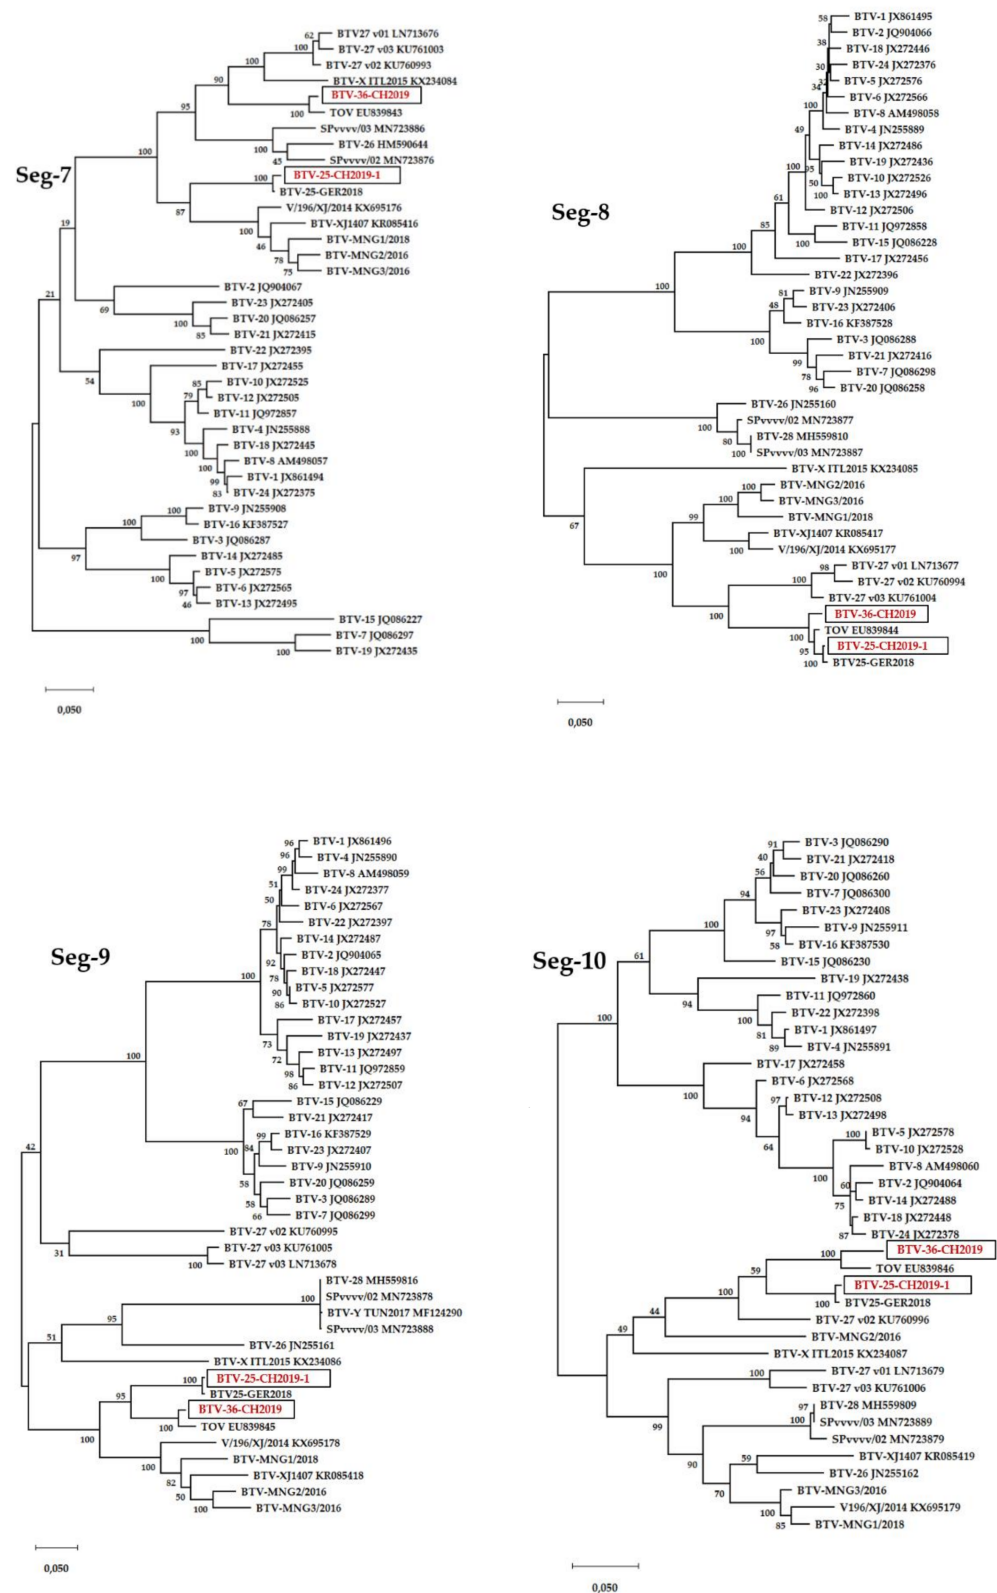 Seg-7
BTV27 v01 LN713676
BTV-27 v03 KU761003
BTV-27 v02 KU760993
BTV-X ITL2015 KX234084
BTV-36-CH2019
TOV EU839843
SPvvvv/03 MN723886
BTV-26 HM590644
SPvvvv/02 MN723876
BTV-25-CH2019-1
BTV-25-GER2018
V/196/XJ/2014 KX695176
BTV-XJ1407 KR085416
BTV-MNG1/2018
BTV-MNG2/2016
BTV-MNG3/2016
BTV-2 JQ904067
BTV-23 JX272405
BTV-20 JQ086257
BTV-21 JX272415
BTV-22 JX272395
BTV-17 JX272455
BTV-10 JX272525
BTV-12 JX272505
BTV-11 JQ972857
BTV-4 JN255888
BTV-18 JX272445
BTV-8 AM498057
BTV-1 JX861494
BTV-24 JX272375
BTV-9 JN255908
BTV-16 KF387527
BTV-3 JQ086287
BTV-14 JX272485
BTV-5 JX272575
BTV-6 JX272565
BTV-13 JX272495
BTV-15 JQ086227
BTV-7 JQ086297
BTV-19 JX272435
62
100
100
90
95
100
100
100
45
100
100
87
100
46
78
75
19
69
100
85
21
54
100
85
79
93
100
99
83
100
100
97
100
97
46
100
100
0,050
Seg-8
BTV-1 JX861495
BTV-2 JQ904066
BTV-18 JX272446
BTV-24 JX272376
BTV-5 JX272576
BTV-6 JX272566
BTV-8 AM498058
BTV-4 JN255889
BTV-14 JX272486
BTV-19 JX272436
BTV-10 JX272526
BTV-13 JX272496
BTV-12 JX272506
BTV-11 JQ972858
BTV-15 JQ086228
BTV-17 JX272456
BTV-22 JX272396
BTV-9 JN255909
BTV-23 JX272406
BTV-16 KF387528
BTV-3 JQ086288
BTV-21 JX272416
BTV-7 JQ086298
BTV-20 JQ086258
BTV-26 JN255160
SPvvvv/02 MN723877
BTV-28 MH559810
SPvvvv/03 MN723887
BTV-X ITL2015 KX234085
BTV-MNG2/2016
BTV-MNG3/2016
BTV-MNG1/2018
BTV-XJ1407 KR085417
V/196/XJ/2014 KX695177
BTV-27 v01 LN713677
BTV-27 v02 KU760994
BTV-27 v03 KU761004
BTV-36-CH2019
TOV EU839844
BTV-25-CH2019-1
BTV25-GER2018
58
38
30
34
100
49
95
50
100
100
61
100
85
100
100
81
48
100
99
78
96
100
80
100
67
100
100
99
100
100
98
100
100
100
95
100
0,050
Seg-9
BTV-1 JX861496
BTV-4 JN255890
BTV-8 AM498059
BTV-24 JX272377
BTV-6 JX272567
BTV-22 JX272397
BTV-14 JX272487
BTV-2 JQ904065
BTV-18 JX272447
BTV-5 JX272577
BTV-10 JX272527
BTV-17 JX272457
BTV-19 JX272437
BTV-13 JX272497
BTV-11 JQ972859
BTV-12 JX272507
BTV-15 JQ086229
BTV-21 JX272417
BTV-16 KF387529
BTV-23 JX272407
BTV-9 JN255910
BTV-20 JQ086259
BTV-3 JQ086289
BTV-7 JQ086299
BTV-27 v02 KU760995
BTV-27 v03 KU761005
BTV-27 v03 LN713678
BTV-28 MH559816
SPvvvv/02 MN723878
BTV-Y TUN2017 MF124290
SPvvvv/03 MN723888
BTV-26 JN255161
BTV-X ITL2015 KX234086
BTV-25-CH2019-1
BTV25-GER2018
BTV-36-CH2019
TOV EU839845
V/196/XJ/2014 KX695178
BTV-MNG1/2018
BTV-XJ1407 KR085418
BTV-MNG2/2016
BTV-MNG3/2016
96
96
99
51
50
78
92
78
90
86
100
73
72
98
86
100
67
99
84
100
58
58
66
42
31
100
100
95
51
100
95
100
100
100
82
50
100
0,050
Seg-10
BTV-3 JQ086290
BTV-21 JX272418
BTV-20 JQ086260
BTV-7 JQ086300
BTV-23 JX272408
BTV-9 JN255911
BTV-16 KF387530
BTV-15 JQ086230
BTV-19 JX272438
BTV-11 JQ972860
BTV-22 JX272398
BTV-1 JX861497
BTV-4 JN255891
BTV-17 JX272458
BTV-6 JX272568
BTV-12 JX272508
BTV-13 JX272498
BTV-5 JX272578
BTV-10 JX272528
BTV-8 AM498060
BTV-2 JQ904064
BTV-14 JX272488
BTV-18 JX272448
BTV-24 JX272378
BTV-36-CH2019
TOV EU839846
BTV-25-CH2019-1
BTV25-GER2018
BTV-27 v02 KU760996
BTV-MNG2/2016
BTV-X ITL2015 KX234087
BTV-27 v01 LN713679
BTV-27 v03 KU761006
BTV-28 MH559809
SPvvvv/03 MN723889
SPvvvv/02 MN723879
BTV-XJ1407 KR085419
BTV-26 JN255162
BTV-MNG3/2016
V196/XJ/2014 KX695179
BTV-MNG1/2018
91
40
56
94
97
58
100
61
94
100
81
89
100
100
97
94
64
100
100
60
75
87
100
59
100
100
44
49
100
97
100
99
90
59
70
100
85
0,050